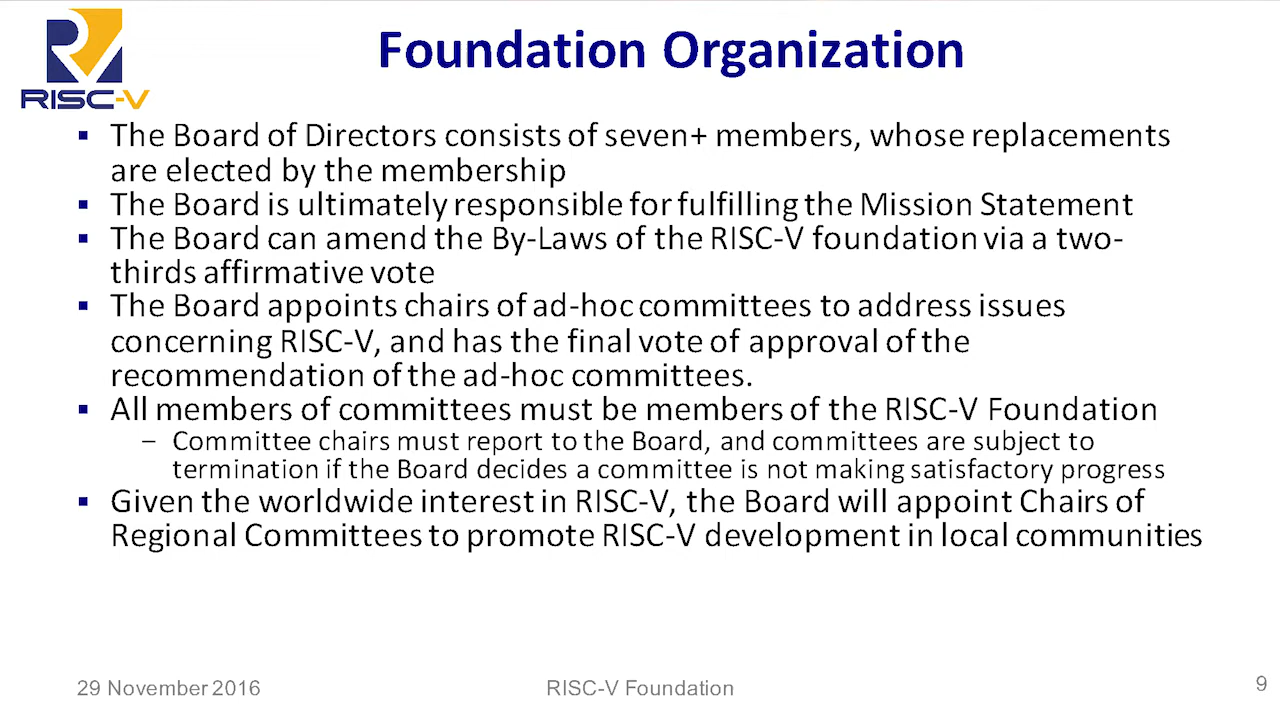 Foundation Organization
RISC-V
▪ The Board of Directors consists of seven+ members, whose replacements
are elected by the membership
▪ The Board is ultimately responsible for fulfilling the Mission Statement
▪ The Board can amend the By-Laws of the RISC-V foundation via a two-
thirds affirmative vote
▪ The Board appoints chairs of ad-hoc committees to address issues
concerning RISC-V, and has the final vote of approval of the
recommendation of the ad-hoc committees.
▪ All members of committees must be members of the RISC-V Foundation
– Committee chairs must report to the Board, and committees are subject to
termination if the Board decides a committee is not making satisfactory progress
▪ Given the worldwide interest in RISC-V, the Board will appoint Chairs of
Regional Committees to promote RISC-V development in local communities
29 November 2016
RISC-V Foundation
9